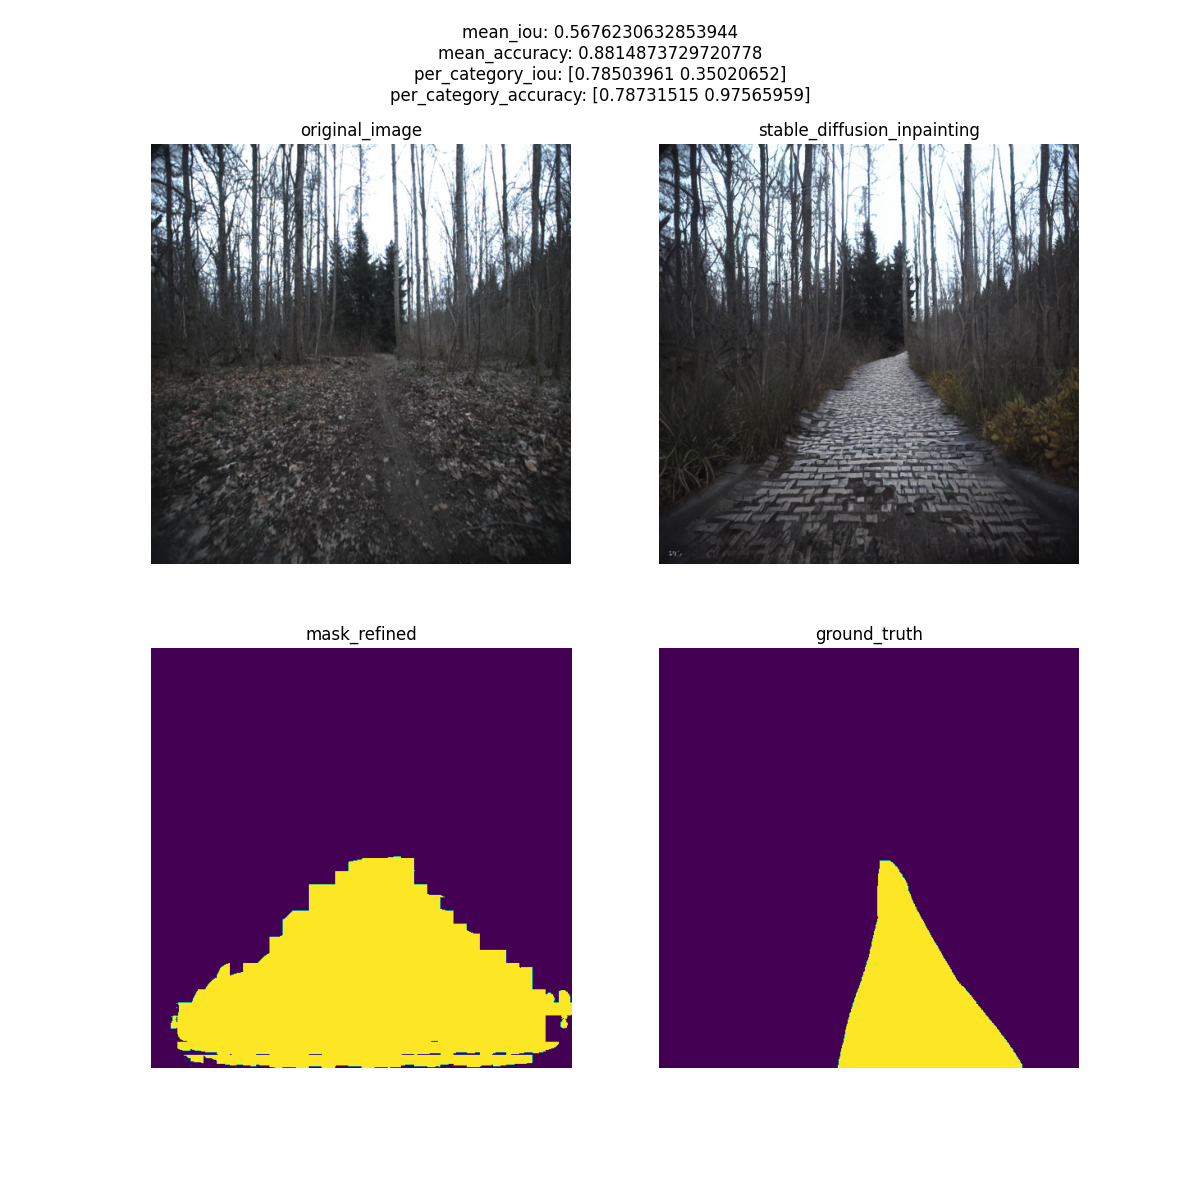 mean_iou: 0.5676230632853944
mean_accuracy: 0.8814873729720778
per_category_iou: [0.78503961 0.35020652]
per_category_accuracy: [0.78731515 0.97565959]
original_image
stable_diffusion_inpainting
mask_refined
ground_truth